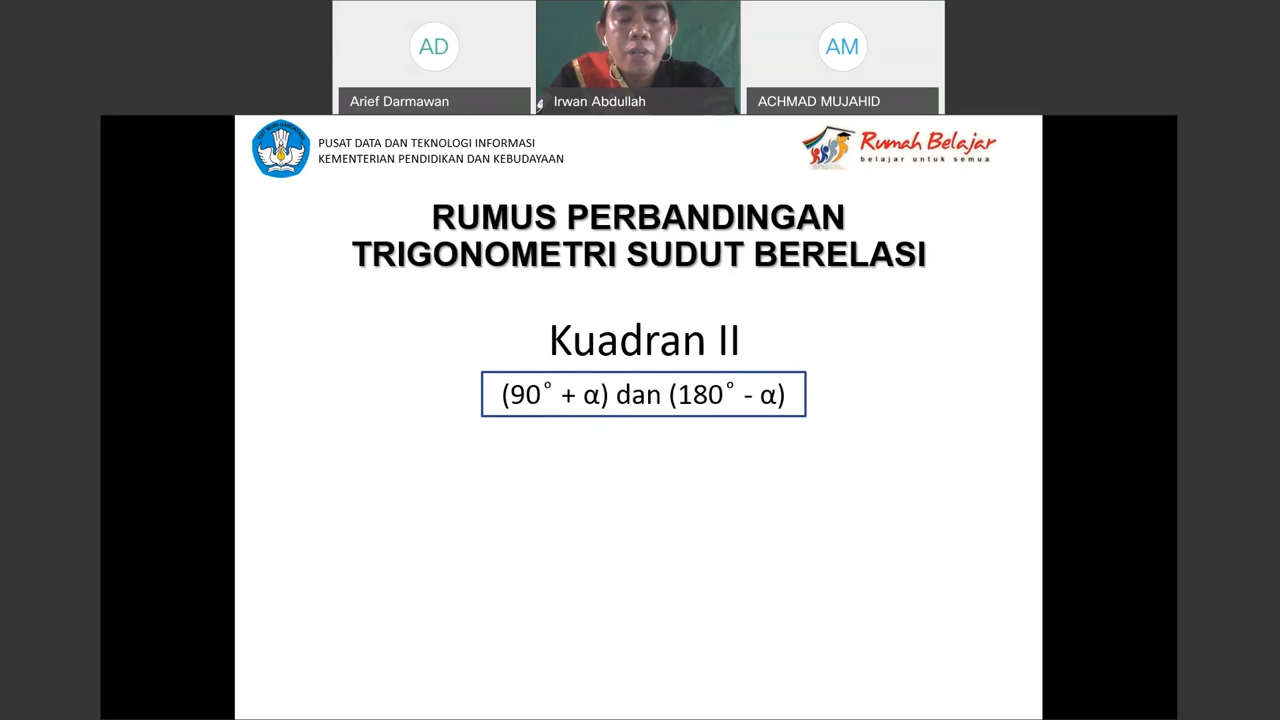 AD
AM
Arief Darmawan
Irwan Abdullah
ACHMAD MUJAHID
PUSAT DATA DAN TEKNOLOGI INFORMASI
KEMENTERIAN PENDIDIKAN DAN KEBUDAYAAN
Rumah Belajar
belajar untuk semua
RUMUS PERBANDINGAN
TRIGONOMETRI SUDUT BERELASI
Kuadran II
(90˚ + α) dan (180˚ - α)